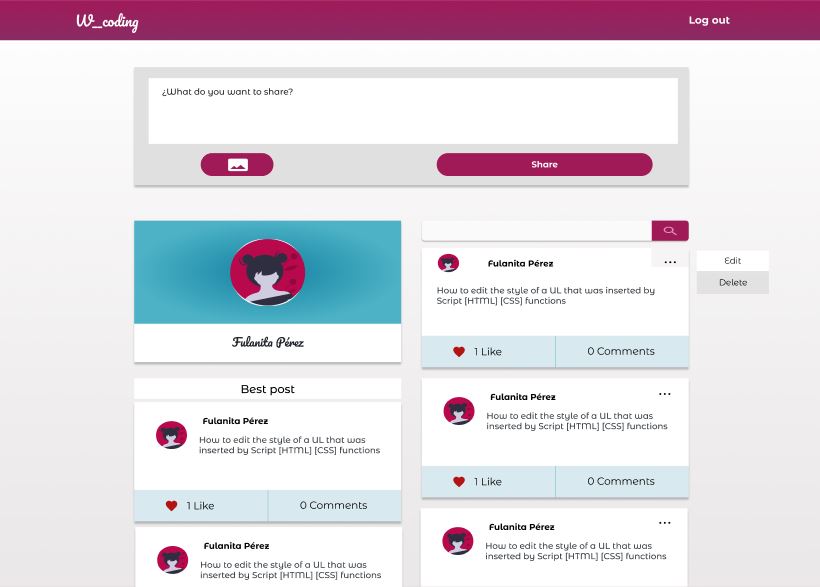 W_coding
Log out
¿What do you want to share?
Share
Fulanita Pérez
Best post
Fulanita Pérez
How to edit the style of a UL that was
inserted by Script [HTML] [CSS] functions
1 Like
0 Comments
Fulanita Pérez
How to edit the style of a UL that was
inserted by Script [HTML] [CSS] functions
Fulanita Pérez
...
Edit
Delete
How to edit the style of a UL that was inserted by
Script [HTML] [CSS] functions
1 Like
0 Comments
Fulanita Pérez
...
How to edit the style of a UL that was
inserted by Script [HTML] [CSS] functions
1 Like
0 Comments
Fulanita Pérez
...
How to edit the style of a UL that was
inserted by Script [HTML] [CSS] functions